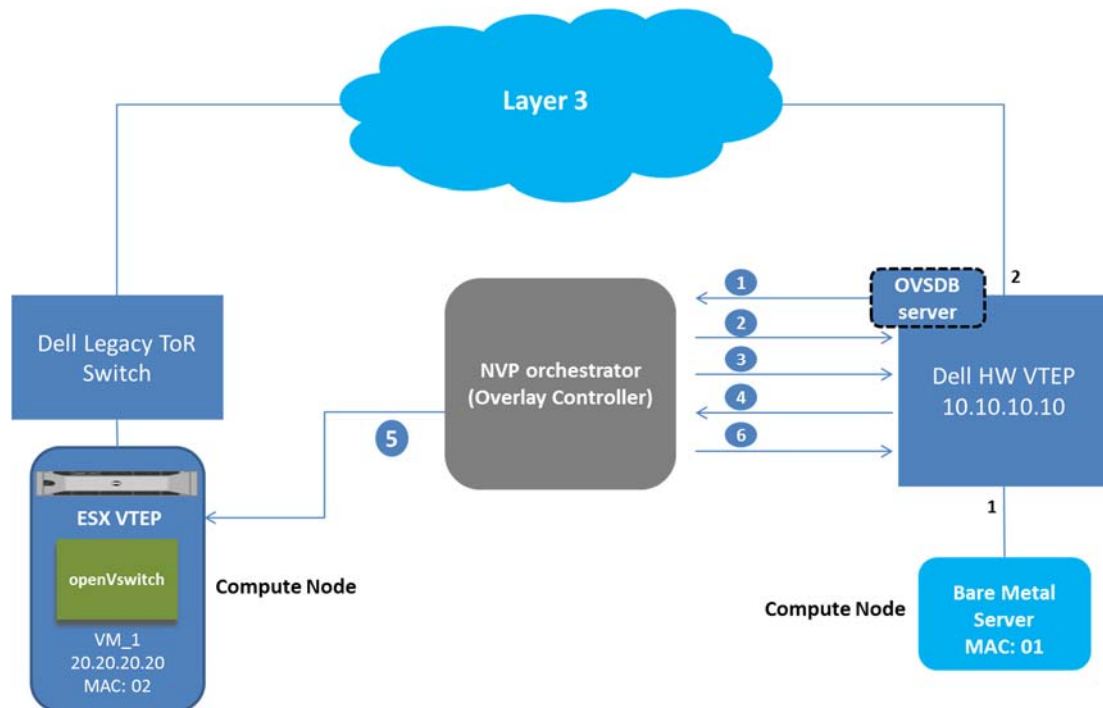 Layer 3
1
OVSDB
server
2
2
Dell Legacy ToR
Switch
NVP orchestrator
(Overlay Controller)
3
Dell HW VTEP
10.10.10.10
4
5
6
ESX VTEP
1
openVswitch
Compute Node
Compute Node
Bare Metal
Server
MAC: 01
VM_1
20.20.20.20
MAC: 02